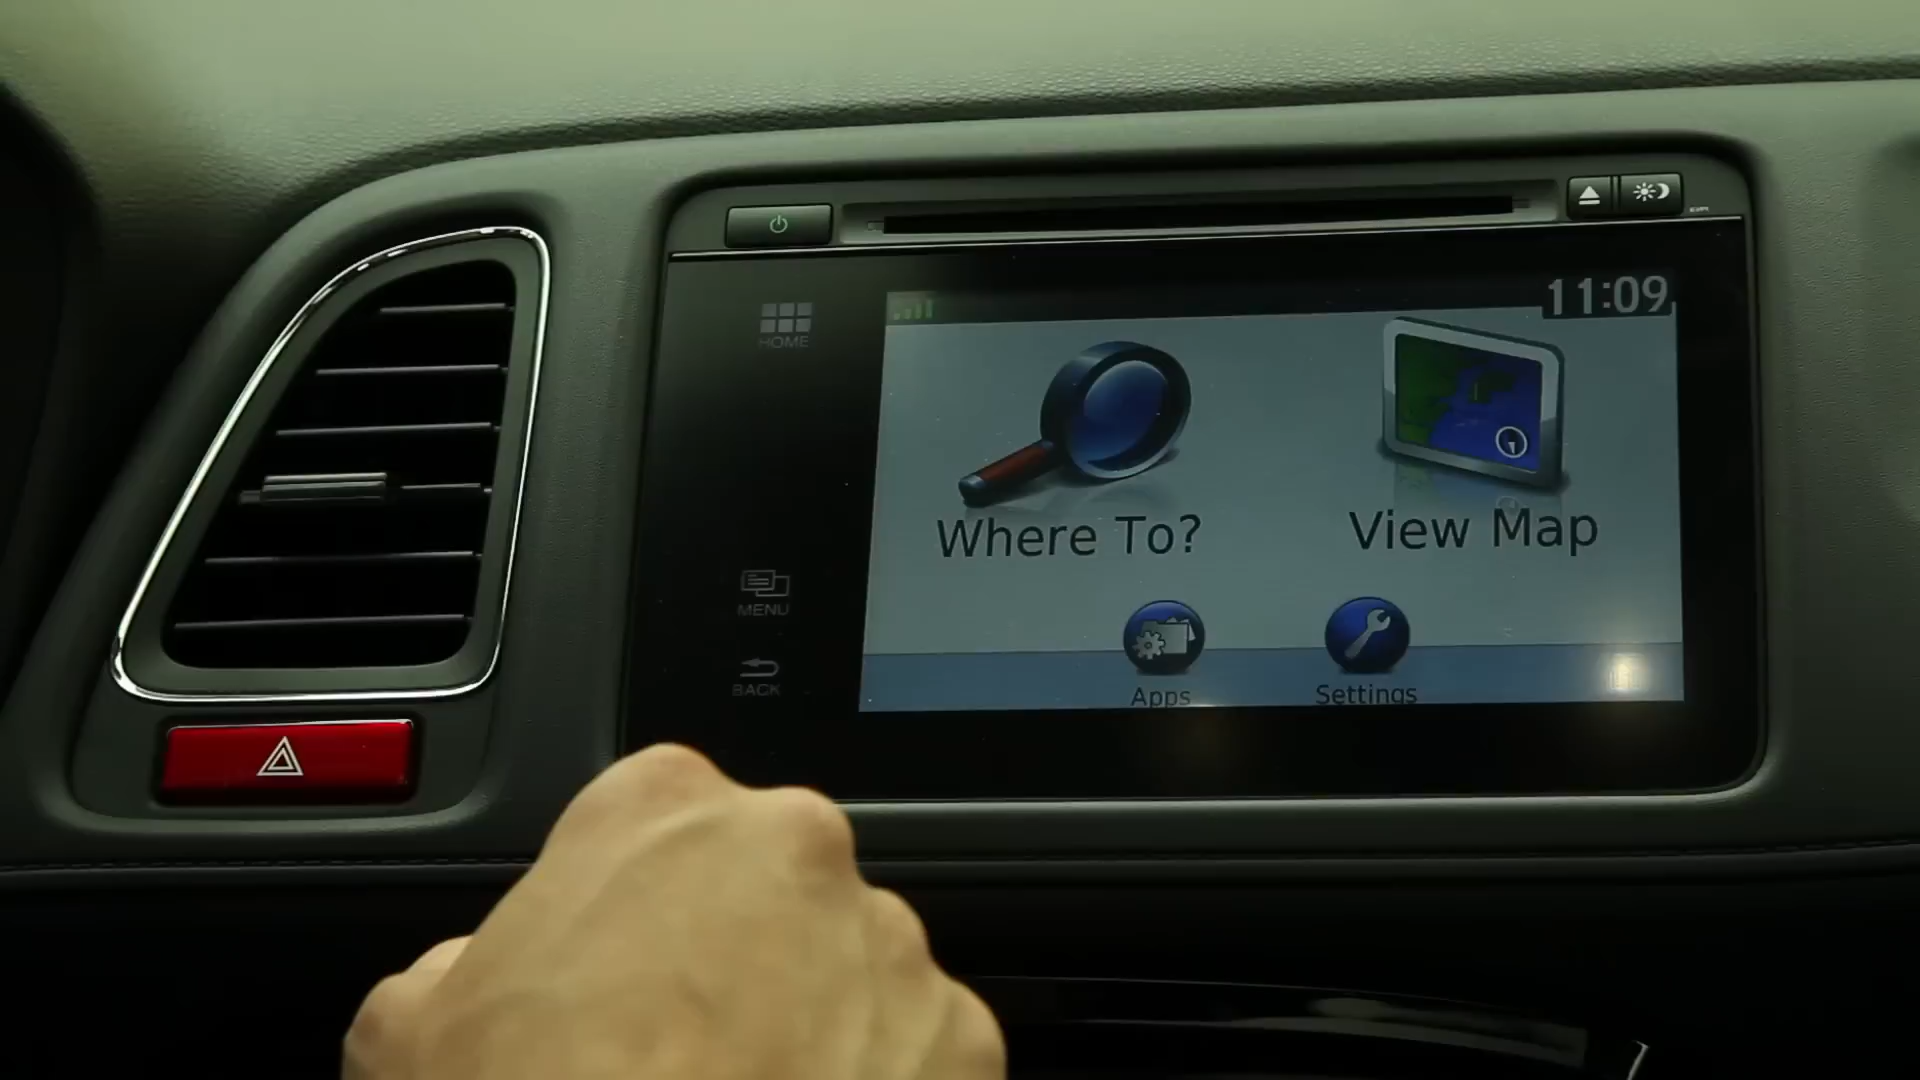 HOME
11:09
Where To?
View Map
MENU
BACK
Apps
Settings